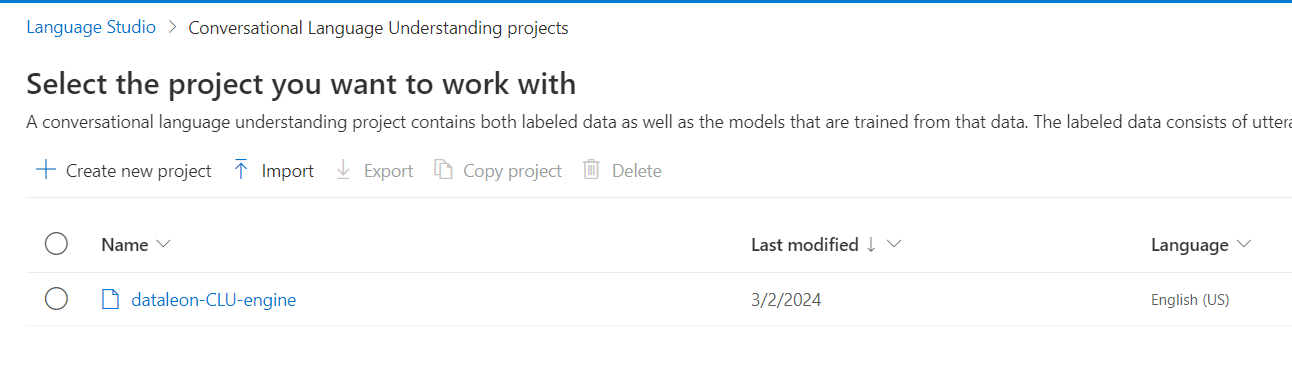 Language Studio > Conversational Language Understanding projects
Select the project you want to work with
A conversational language understanding project contains both labeled data as well as the models that are trained from that data. The labeled data consists of
Create new project Import Export Copy project Delete
Name Last modified ↓ Language
dataleon-CLU-engine 3/2/2024 English (US)